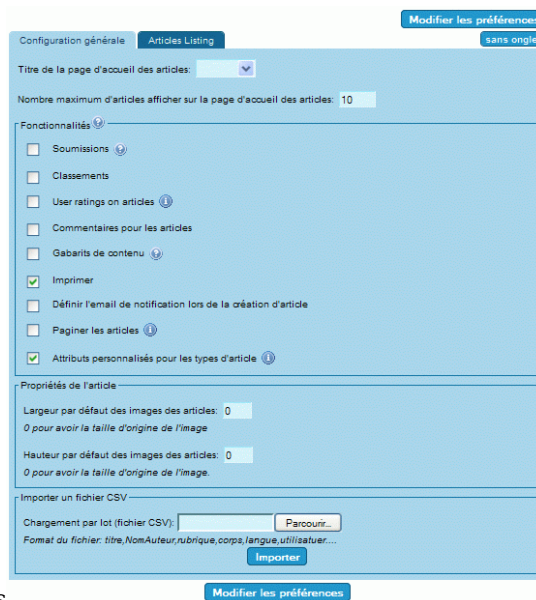 Modifier les préférences
Configuration générale Articles Listing sans ongle
Titre de la page d'accueil des articles:
Nombre maximum d'articles afficher sur la page d'accueil des articles: 10
Fonctionnalités
Soumissions
Classements
User ratings on articles
Commentaires pour les articles
Gabarits de contenu
Imprimer
Définir l'email de notification lors de la création d'article
Paginer les articles
Attributs personnalisés pour les types d'article
Propriétés de l'article
Largeur par défaut des images des articles: 0
0 pour avoir la taille d'origine de l'image
Hauteur par défaut des images des articles: 0
0 pour avoir la taille d'origine de l'image.
Importer un fichier CSV
Chargement par lot (fichier CSV): Parcourir...
Format du fichier: titre,NomAuteur,rubrique,corps,langue,utilisatuer....
Importer
Modifier les préférences